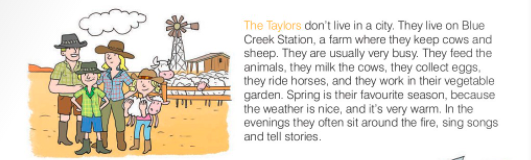 The Taylors don't live in a city. They live on Blue
Creek Station, a farm where they keep cows and
sheep. They are usually very busy. They feed the
animals, they milk the cows, they collect eggs,
they ride horses, and they work in their vegetable
garden. Spring is their favourite season, because
the weather is nice, and it's very warm. In the
evenings they often sit around the fire, sing songs
and tell stories.